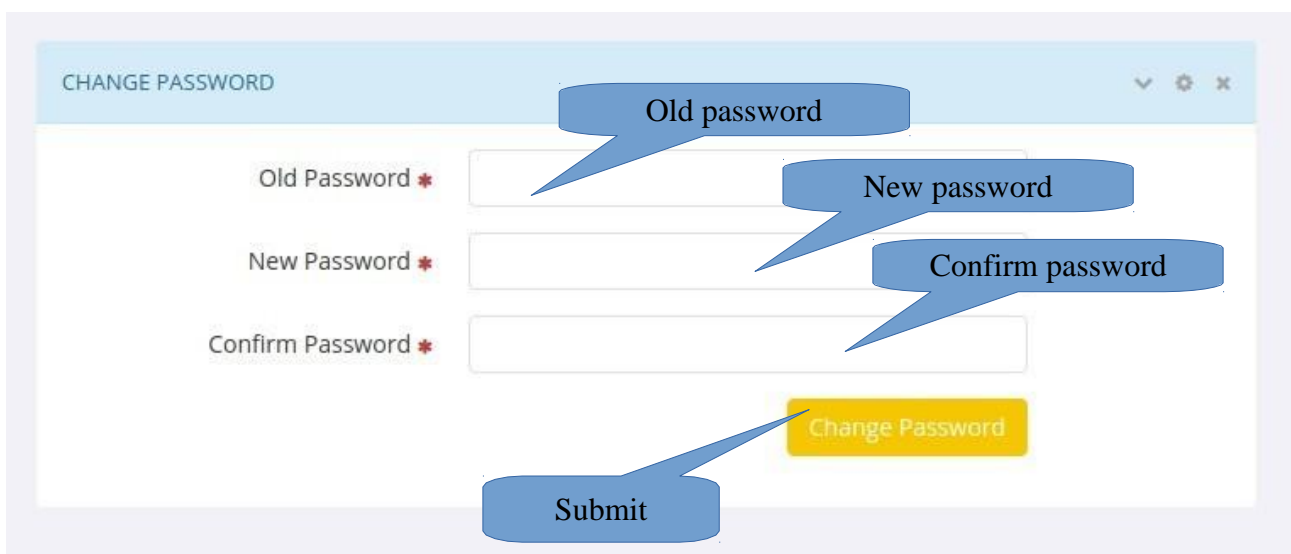 CHANGE PASSWORD
Old password
Old Password *
New password
New Password *
Confirm password
Confirm Password *
Change Password
Submit